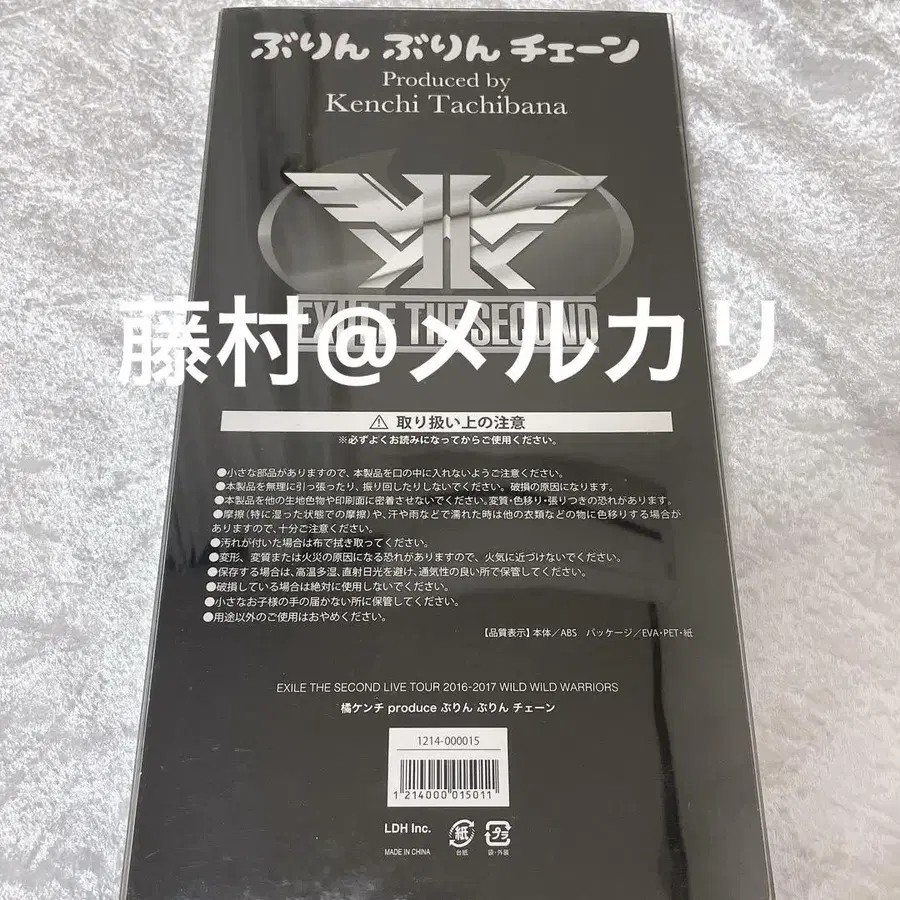 ぶりん ぶりん チェーン
Produced by
Kenchi Tachibana
EXILE THE SECOND
藤村@メルカリ
⚠ 取り扱い上の注意
※必ずよくお読みになってからご使用ください。
●小さな部品がありますので、本製品を口の中に入れないようご注意ください。
●本製品を無理に引っ張ったり、振り回したりしないでください。破損の原因になります。
●本製品を他の生地色物や印刷面に密着させないでください。変質・色移り・張りつきの恐れがあります。
●摩擦(特に湿った状態での摩擦)や、汗や雨などで濡れた時は他の衣類などの物に色移りする場合が
ありますので、十分ご注意ください。
●汚れが付いた場合は布で拭き取ってください。
●変形、変質または火災の原因になる恐れがありますので、火気に近づけないでください。
●保存する場合は、高温多湿、直射日光を避け、通気性の良い所で保管してください。
●破損している場合は絶対に使用しないでください。
●小さなお子様の手の届かない所に保管してください。
●用途以外のご使用はおやめください。
【品質表示】本体/ABS パッケージ/EVA・PET・紙
EXILE THE SECOND LIVE TOUR 2016-2017 WILD WILD WARRIORS
橘ケンチ produce ぶりん ぶりん チェーン
1214-000015
1 214000 015011
LDH Inc.
MADE IN CHINA
紙
台紙
プラ
袋・外装